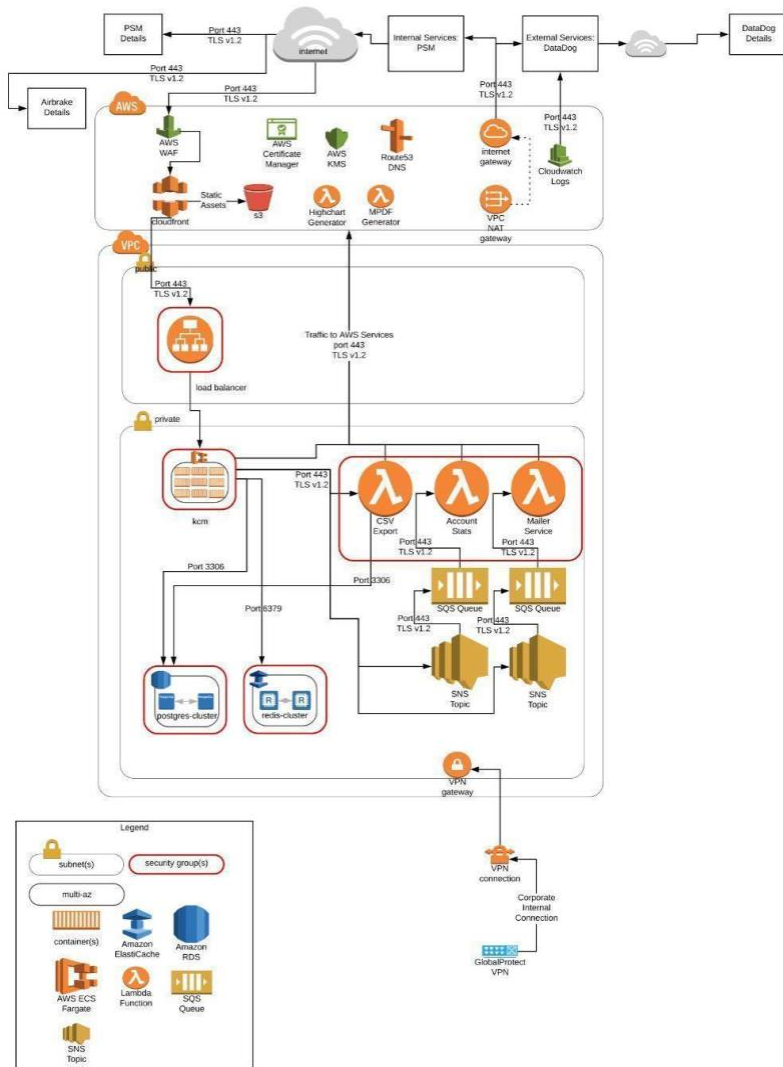 PSM
Details
Port 443
TLS v1.2
internet
Internal Services:
PSM
External Services:
DataDog
DataDog
Details
Port 443
TLS v1.2
Airbrake
Details
Port 443
TLS v1.2
Port 443
TLS v1.2
Port 443
TLS v1.2
AWS
AWS
WAF
AWS
Certificate
Manager
AWS
KMS
Route53
DNS
internet
gateway
Cloudwatch
Logs
cloudfront
Static
Assets
s3
Highchart
Generator
MPDF
Generator
VPC
NAT
gateway
VPC
public
Port 443
TLS v1.2
load balancer
Traffic to AWS Services
port 443
TLS v1.2
private
kcm
Port 443
TLS v1.2
CSV
Export
Account
Stats
Mailer
Service
Port 443
TLS v1.2
Port 443
TLS v1.2
Port 3306
Port 3306
Port 6379
SQS Queue
SQS Queue
Port 443
TLS v1.2
Port 443
TLS v1.2
SNS
Topic
SNS
Topic
postgres-cluster
R
R
redis-cluster
VPN
gateway
VPN
connection
Corporate
Internal
Connection
GlobalProtect
VPN
Legend
subnet(s)
security group(s)
multi-az
container(s)
Amazon
ElastiCache
Amazon
RDS
AWS ECS
Fargate
Lambda
Function
SQS
Queue
SNS
Topic